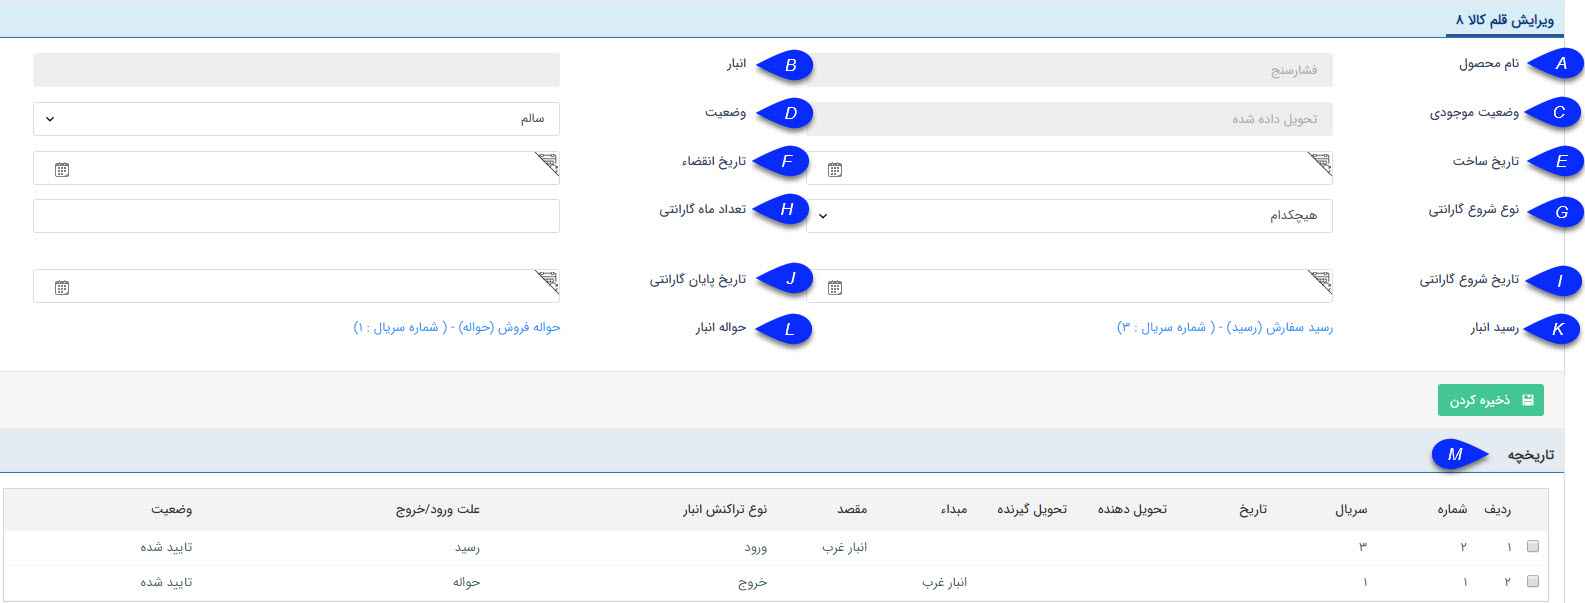 ویرایش قلم کالا ۸
A نام محصول فشارسنج B انبار
C وضعیت موجودی تحویل داده شده D وضعیت سالم
E تاریخ ساخت F تاریخ انقضاء
G نوع شروع گارانتی هیچکدام H تعداد ماه گارانتی
I تاریخ شروع گارانتی J تاریخ پایان گارانتی
K رسید انبار رسید سفارش (رسید) - ( شماره سریال : ۳) L حواله انبار حواله فروش (حواله) - ( شماره سریال : ۱)
ذخیره کردن
تاریخچه M
ردیف شماره سریال تاریخ تحویل دهنده تحویل گیرنده مبداء مقصد نوع تراکنش انبار علت ورود/خروج وضعیت
۱ ۲ ۳ انبار غرب ورود رسید تایید شده
۲ ۱ ۱ انبار غرب خروج حواله تایید شده